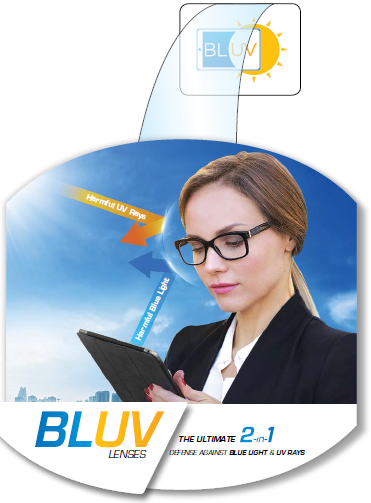 BLUV
Harmful UV Rays
Harmful Blue Light
BLUV
LENSES
THE ULTIMATE 2-in-1
DEFENSE AGAINST BLUE LIGHT & UV RAYS